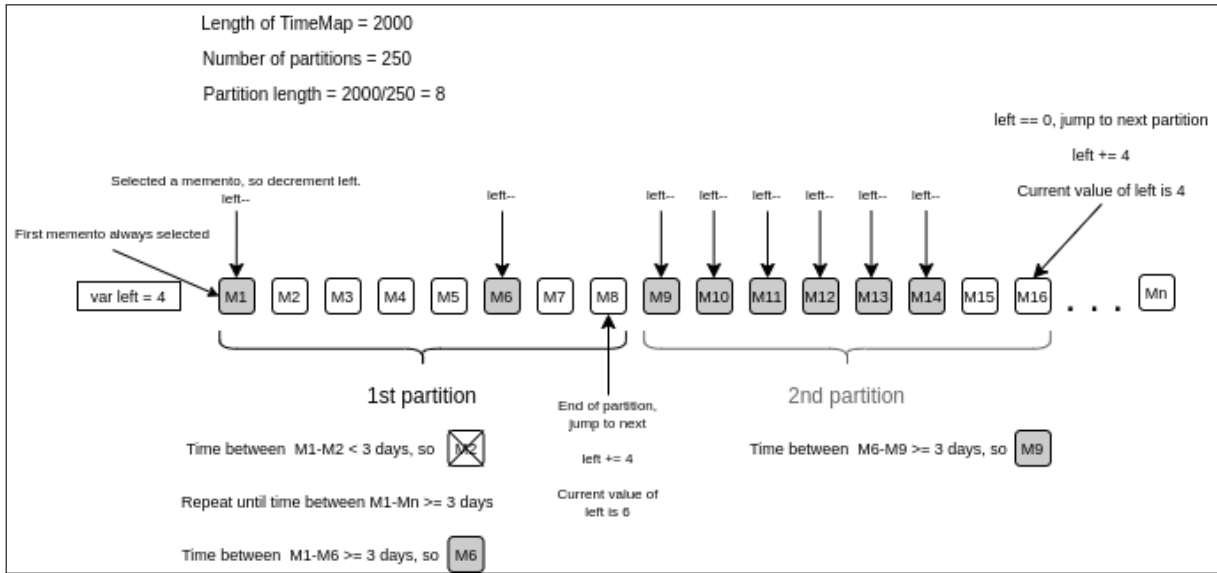 Length of TimeMap = 2000
Number of partitions = 250
Partition length = 2000/250 = 8
left == 0, jump to next partition
left += 4
Current value of left is 4
Selected a memento, so decrement left.
left--
left--
left--
left--
left--
left--
left--
left--
First memento always selected
var left = 4
M1
M2
M3
M4
M5
M6
M7
M8
M9
M10
M11
M12
M13
M14
M15
M16
. . .
Mn
1st partition
2nd partition
End of partition,
jump to next
left += 4
Current value of
left is 6
Time between M1-M2 < 3 days, so M2
Repeat until time between M1-Mn >= 3 days
Time between M1-M6 >= 3 days, so M6
Time between M6-M9 >= 3 days, so M9